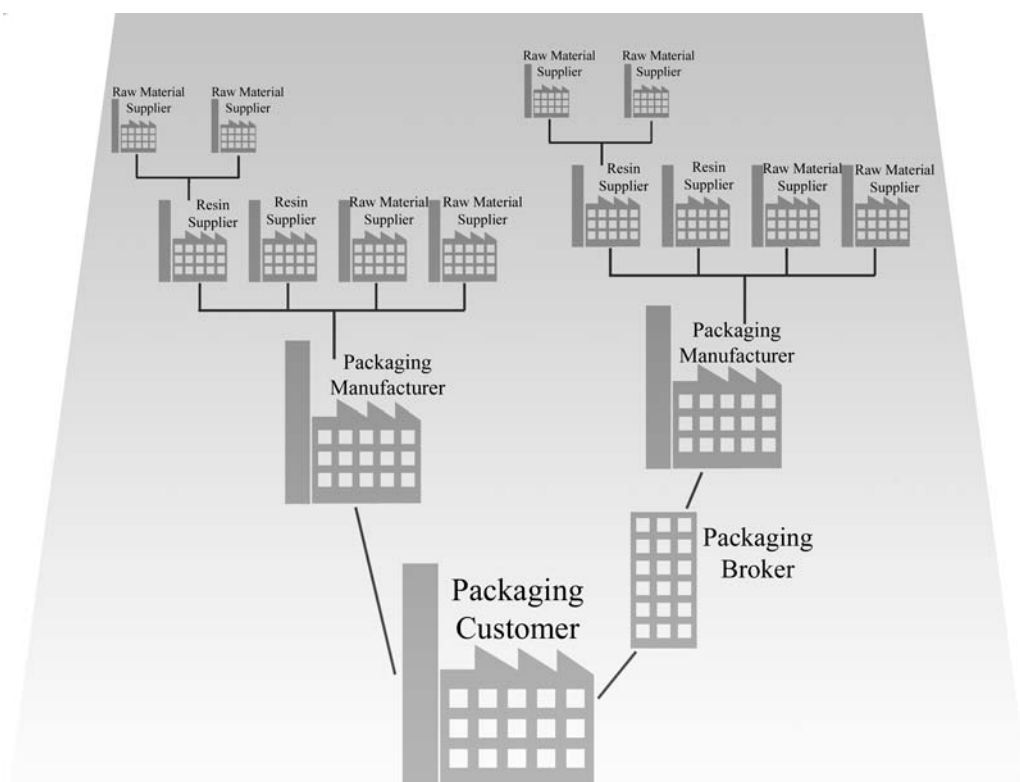 Raw Material
Supplier
Raw Material
Supplier
Raw Material
Supplier
Raw Material
Supplier
Resin
Supplier
Resin
Supplier
Raw Material
Supplier
Raw Material
Supplier
Resin
Supplier
Resin
Supplier
Raw Material
Supplier
Raw Material
Supplier
Packaging
Manufacturer
Packaging
Manufacturer
Packaging
Broker
Packaging
Customer